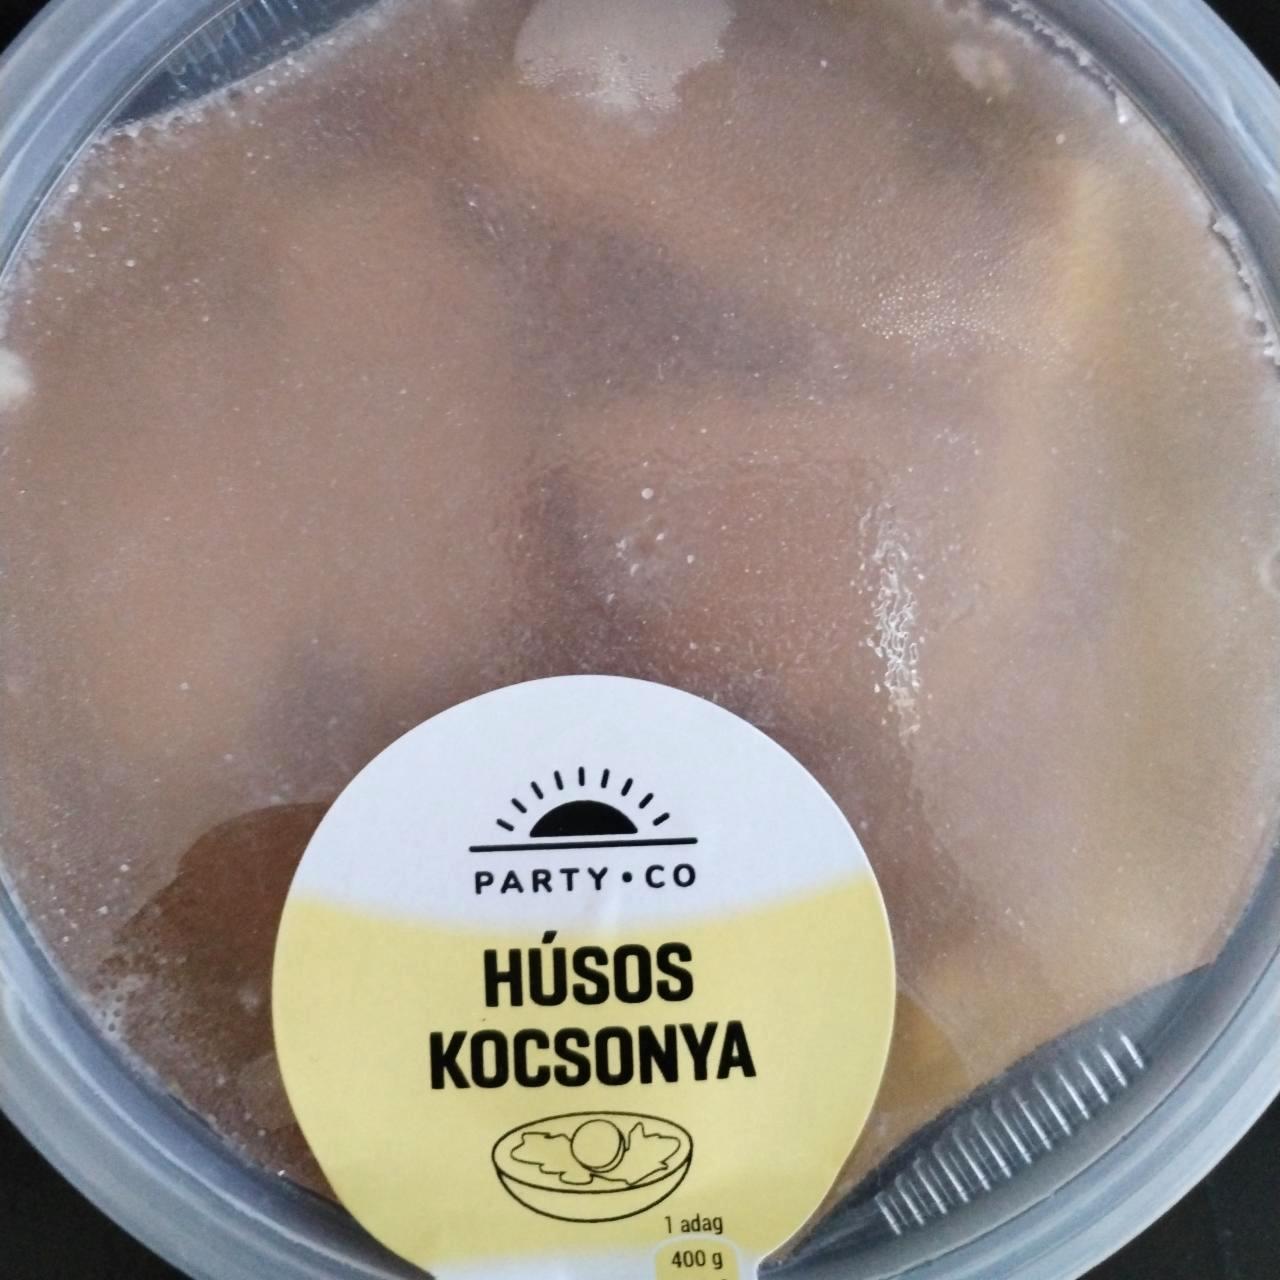 PARTY•CO
HÚSOS
KOCSONYA
1 adag
400 g